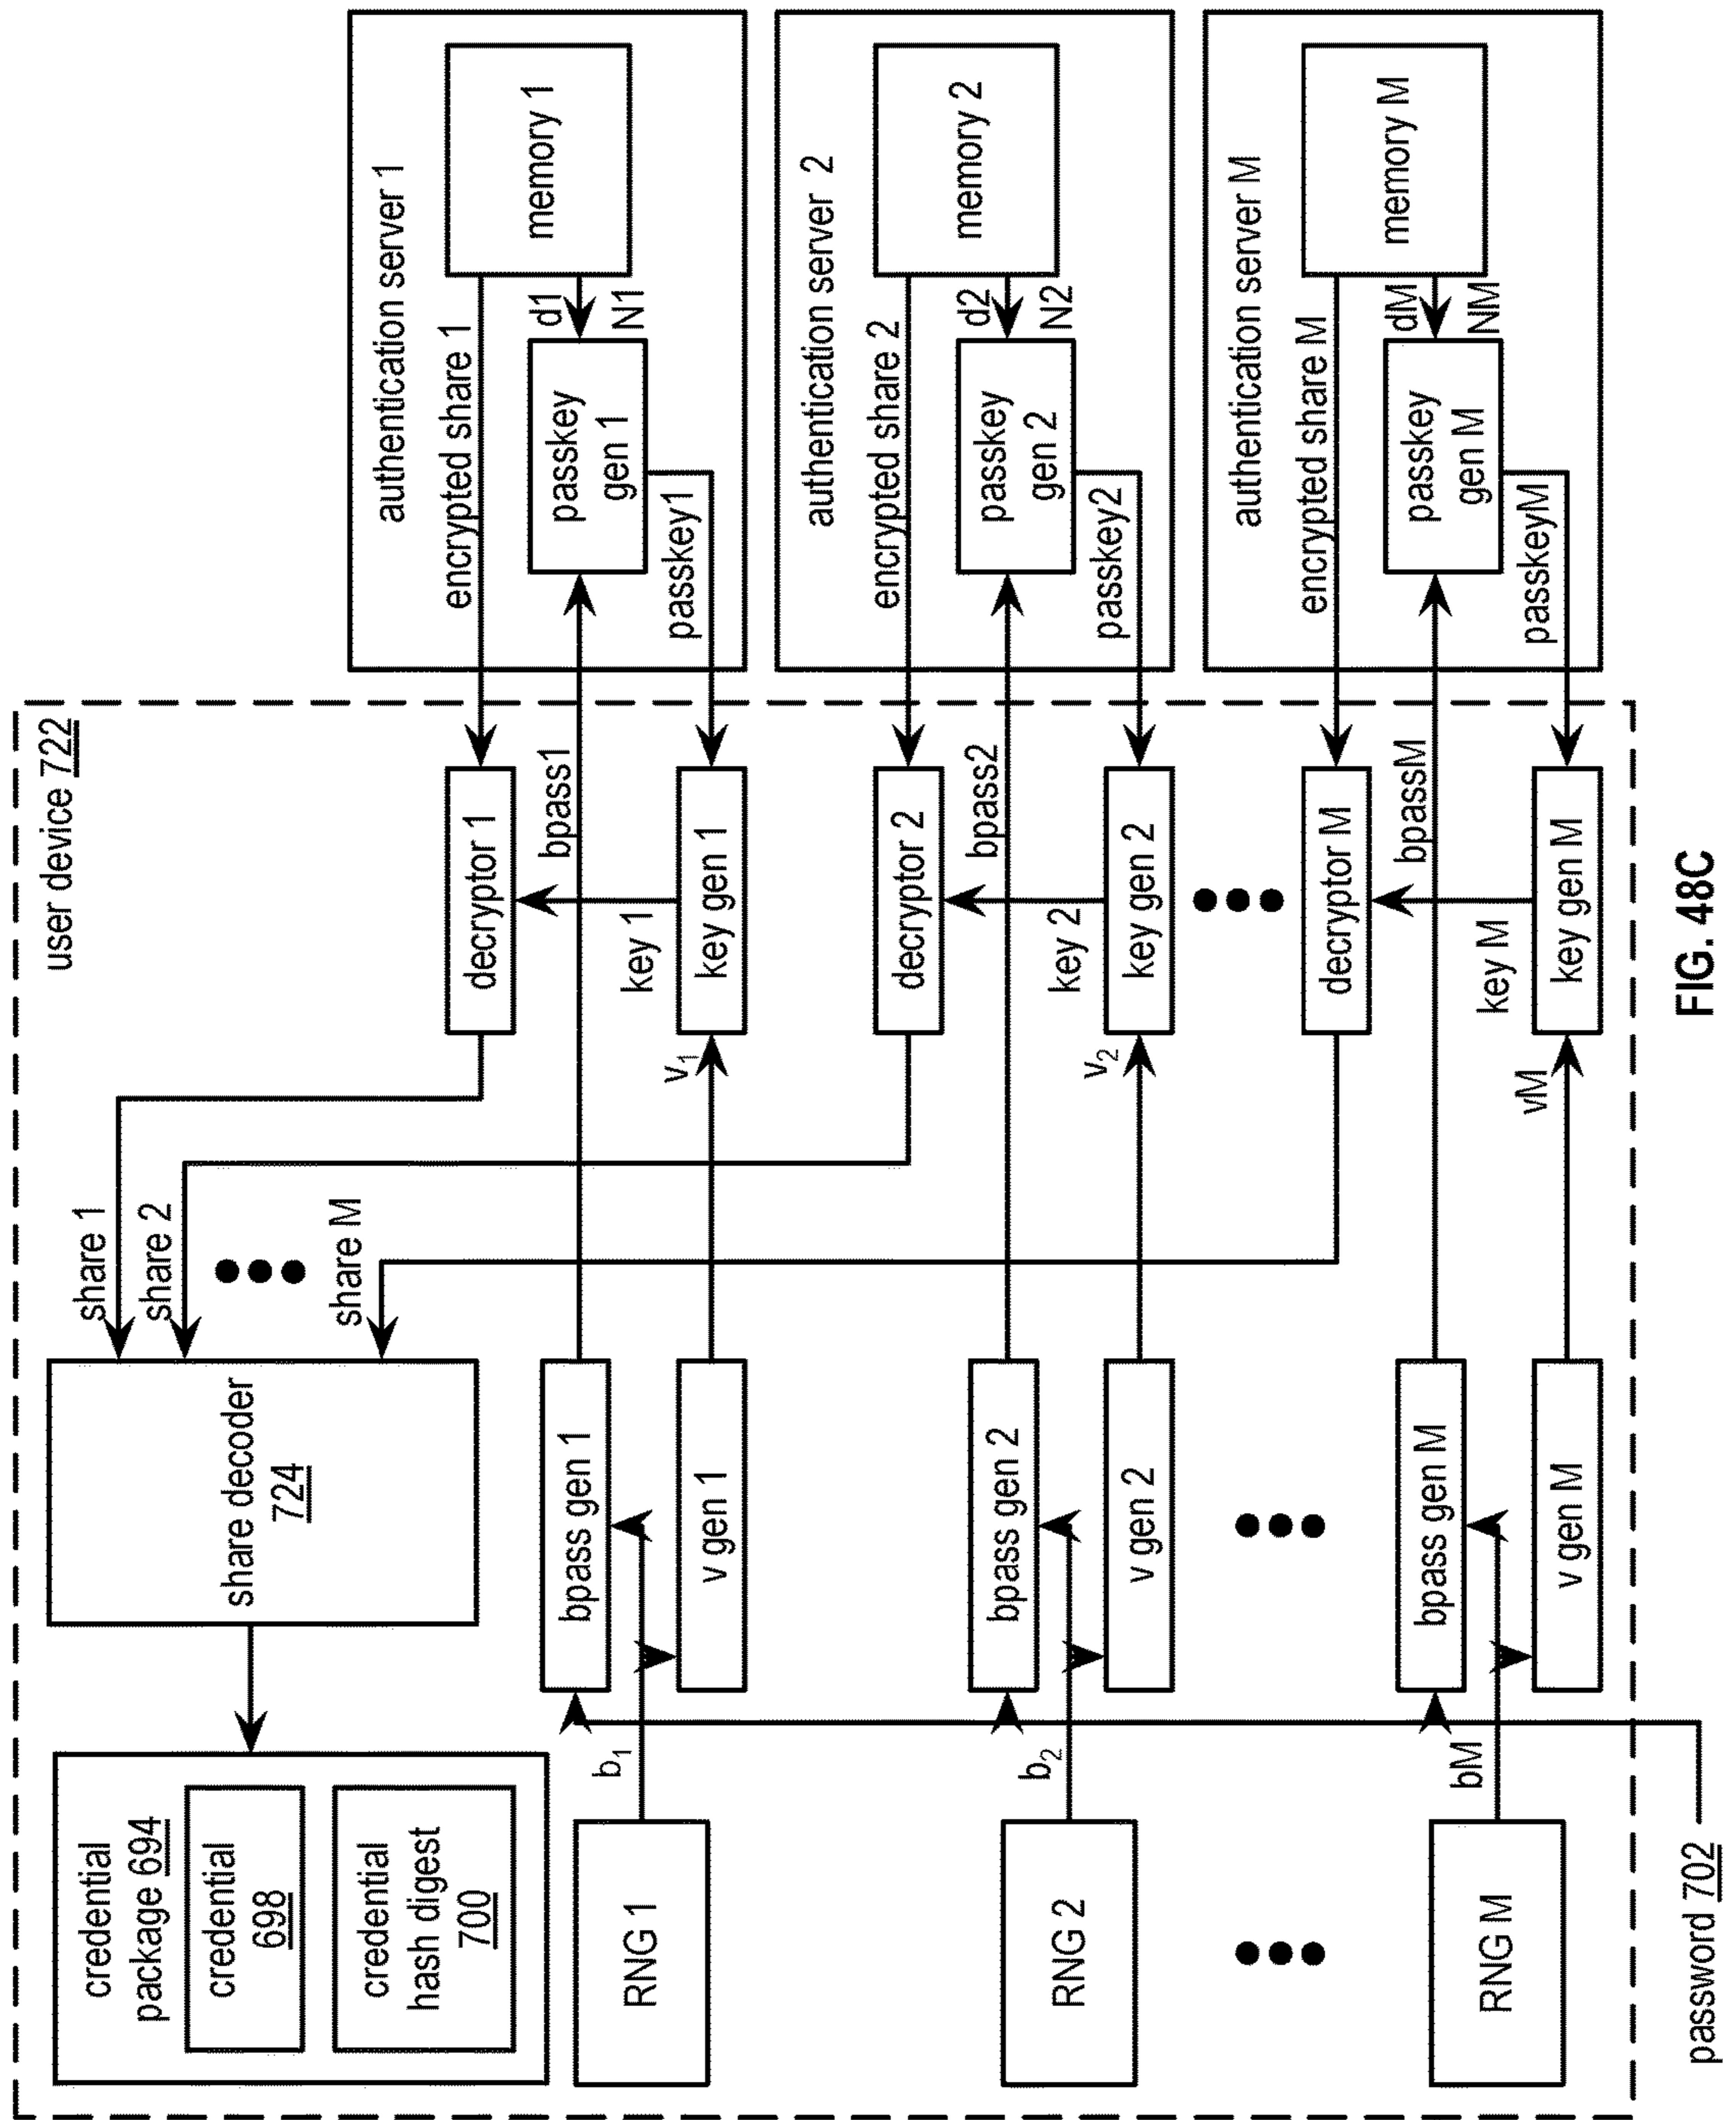 user device 722
credential
package 694
credential
698
credential
hash digest
700
share decoder
724
share 1
share 2
share M
decryptor 1
encrypted share 1
authentication server 1
memory 1
d1
N1
passkey
gen 1
passkey1
bpass1
key 1
key gen 1
v1
bpass gen 1
v gen 1
b1
RNG 1
decryptor 2
encrypted share 2
authentication server 2
memory 2
d2
N2
passkey
gen 2
passkey2
bpass2
key 2
key gen 2
v2
bpass gen 2
v gen 2
b2
RNG 2
decryptor M
encrypted share M
authentication server M
memory M
dM
NM
passkey
gen M
passkeyM
bpassM
key M
key gen M
vM
bpass gen M
v gen M
bM
RNG M
password 702
FIG. 48C